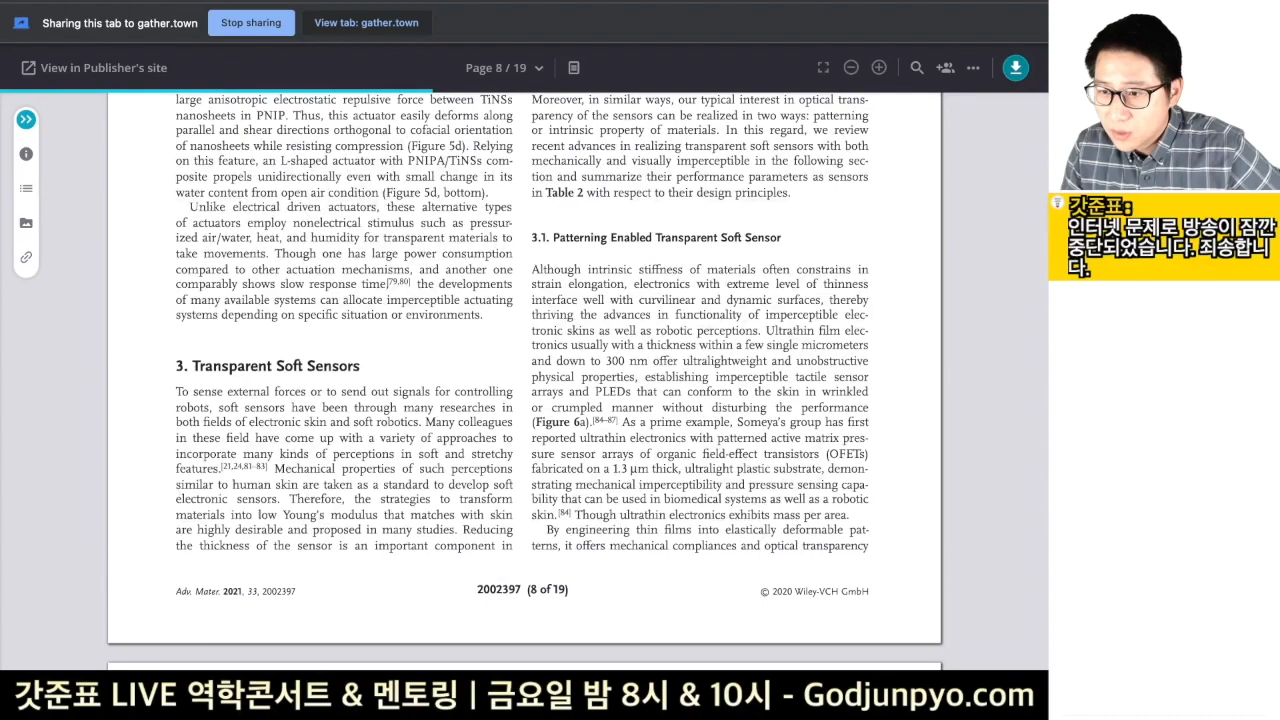 Sharing this tab to gather.town
Stop sharing
View tab: gather.town
View in Publisher's site
Page 8 / 19
large anisotropic electrostatic repulsive force between TiNSs
nanosheets in PNIP. Thus, this actuator easily deforms along
parallel and shear directions orthogonal to cofacial orientation
of nanosheets while resisting compression (Figure 5d). Relying
on this feature, an L-shaped actuator with PNIPA/TiNSs com-
posite propels unidirectionally even with small change in its
water content from open air condition (Figure 5d, bottom).
Unlike electrical driven actuators, these alternative types
of actuators employ nonelectrical stimulus such as pressur-
ized air/water, heat, and humidity for transparent materials to
take movements. Though one has large power consumption
compared to other actuation mechanisms, and another one
comparably shows slow response time[79,80] the developments
of many available systems can allocate imperceptible actuating
systems depending on specific situation or environments.
3. Transparent Soft Sensors
To sense external forces or to send out signals for controlling
robots, soft sensors have been through many researches in
both fields of electronic skin and soft robotics. Many colleagues
in these field have come up with a variety of approaches to
incorporate many kinds of perceptions in soft and stretchy
features.[21,24,81–83] Mechanical properties of such perceptions
similar to human skin are taken as a standard to develop soft
electronic sensors. Therefore, the strategies to transform
materials into low Young's modulus that matches with skin
are highly desirable and proposed in many studies. Reducing
the thickness of the sensor is an important component in
Moreover, in similar ways, our typical interest in optical trans-
parency of the sensors can be realized in two ways: patterning
or intrinsic property of materials. In this regard, we review
recent advances in realizing transparent soft sensors with both
mechanically and visually imperceptible in the following sec-
tion and summarize their performance parameters as sensors
in Table 2 with respect to their design principles.
3.1. Patterning Enabled Transparent Soft Sensor
Although intrinsic stiffness of materials often constrains in
strain elongation, electronics with extreme level of thinness
interface well with curvilinear and dynamic surfaces, thereby
thriving the advances in functionality of imperceptible elec-
tronic skins as well as robotic perceptions. Ultrathin film elec-
tronics usually with a thickness within a few single micrometers
and down to 300 nm offer ultralightweight and unobstructive
physical properties, establishing imperceptible tactile sensor
arrays and PLEDs that can conform to the skin in wrinkled
or crumpled manner without disturbing the performance
(Figure 6a).[84–87] As a prime example, Someya's group has first
reported ultrathin electronics with patterned active matrix pres-
sure sensor arrays of organic field-effect transistors (OFETs)
fabricated on a 1.3 µm thick, ultralight plastic substrate, demon-
strating mechanical imperceptibility and pressure sensing capa-
bility that can be used in biomedical systems as well as a robotic
skin.[84] Though ultrathin electronics exhibits mass per area.
By engineering thin films into elastically deformable pat-
terns, it offers mechanical compliances and optical transparency
Adv. Mater. 2021, 33, 2002397
2002397 (8 of 19)
© 2020 Wiley-VCH GmbH
갓준표:
인터넷 문제로 방송이 잠깐
중단되었습니다. 죄송합니
다.
갓준표 LIVE 역학콘서트 & 멘토링 | 금요일 밤 8시 & 10시 - Godjunpyo.com